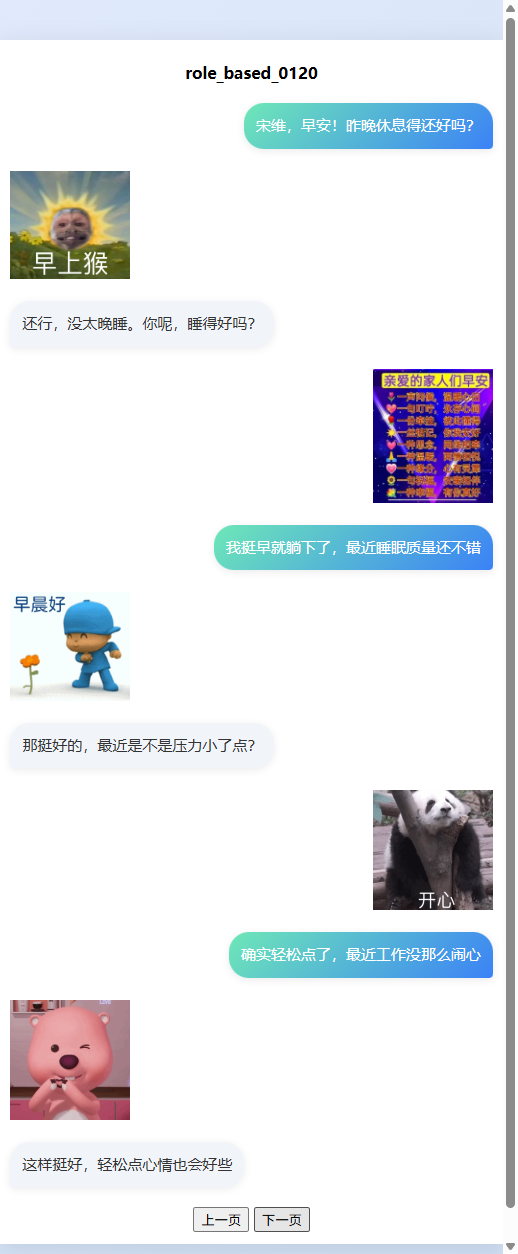 role_based_0120
宋维，早安！昨晚休息得还好吗？
早上猴
还行，没太晚睡。你呢，睡得好吗？
亲爱的家人们早安
我挺早就躺下了，最近睡眠质量还不错
早晨好
那挺好的，最近是不是压力小了点？
开心
确实轻松点了，最近工作没那么闹心
这样挺好，轻松点心情也会好些
上一页 下一页